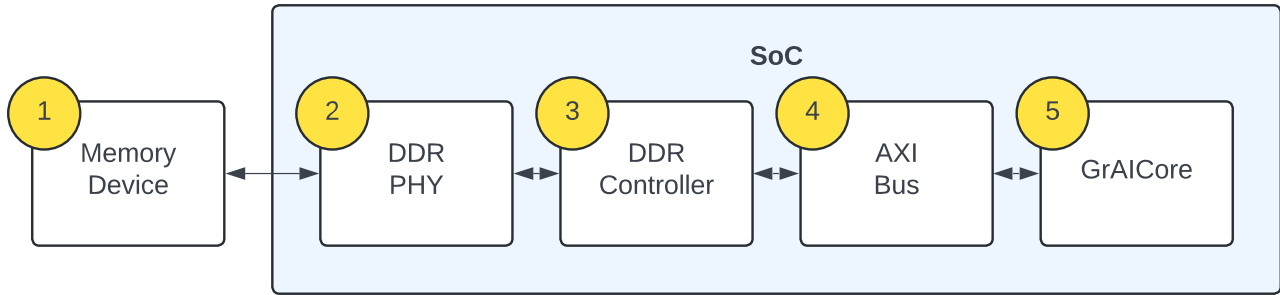 SoC
1
Memory
Device
2
DDR
PHY
3
DDR
Controller
4
AXI
Bus
5
GrAICore